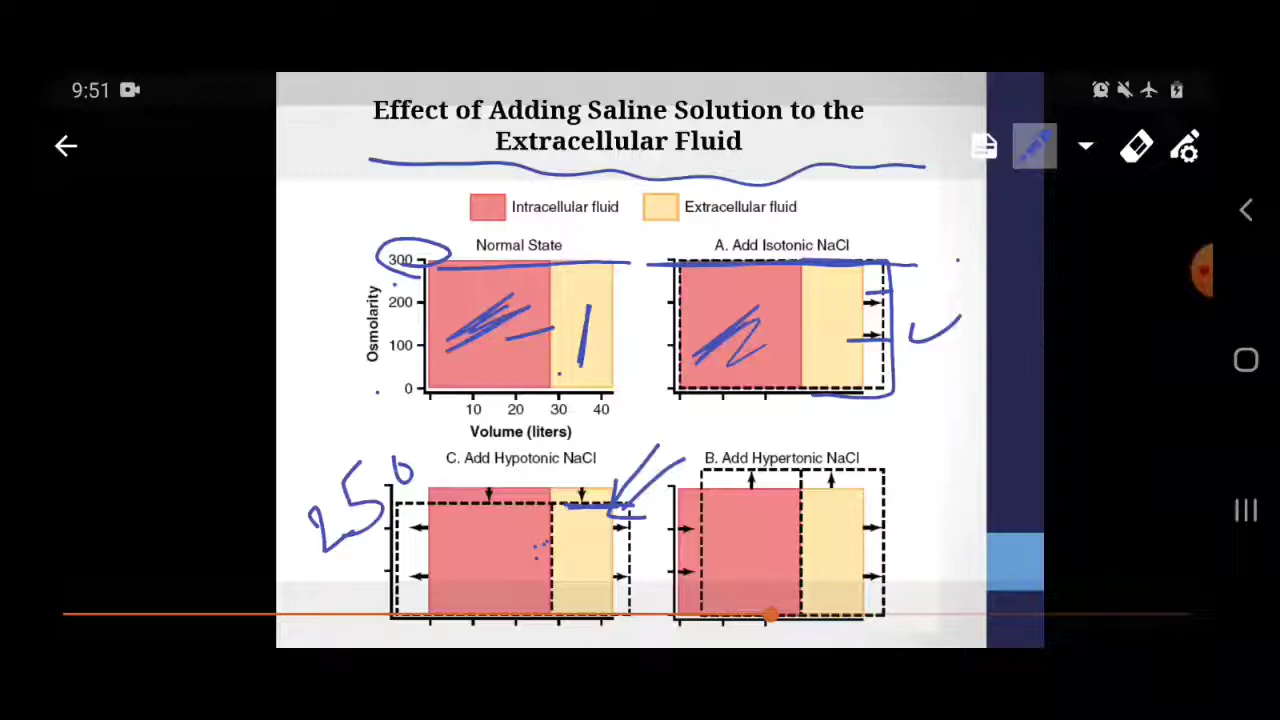 9:51
Effect of Adding Saline Solution to the
Extracellular Fluid
Intracellular fluid
Extracellular fluid
Normal State
A. Add Isotonic NaCl
300
200
100
0
Osmolarity
10 20 30 40
Volume (liters)
C. Add Hypotonic NaCl
B. Add Hypertonic NaCl
250